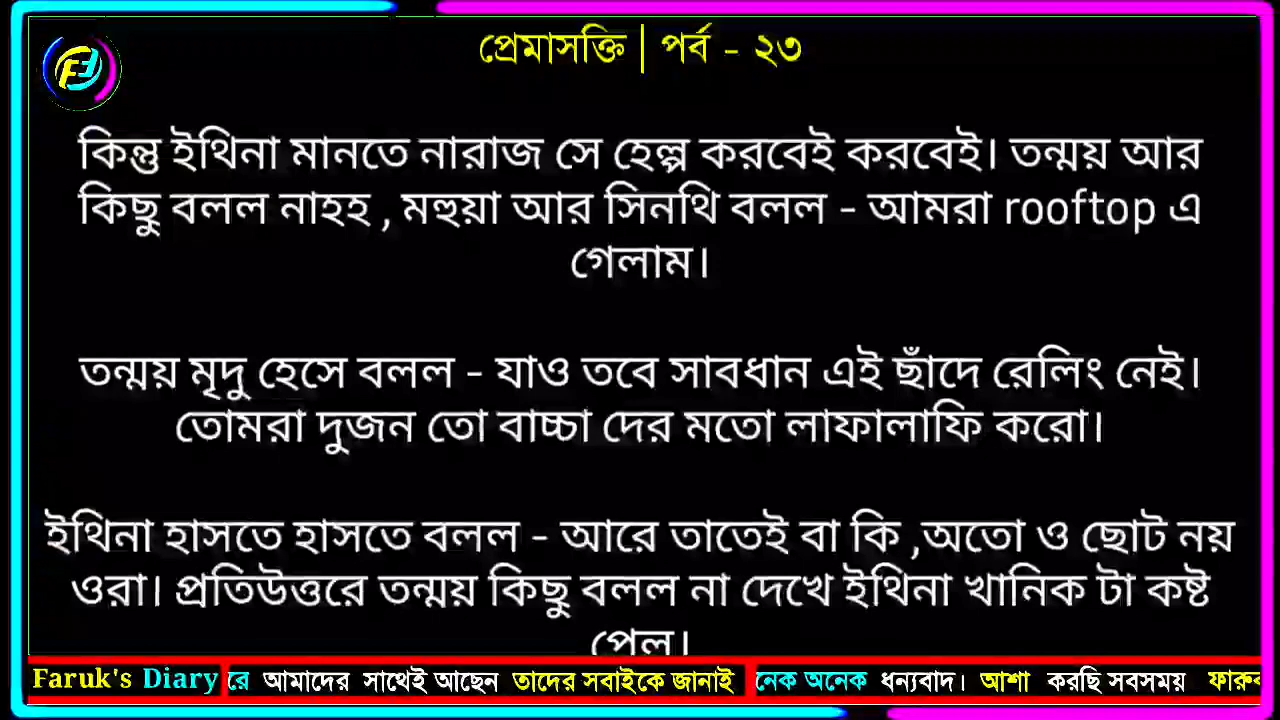 প্রেমাসক্তি | পর্ব - ২৩
কিন্তু ইথিনা মানতে নারাজ সে হেল্প করবেই করবেই। তন্ময় আর
কিছু বলল নাহহ , মহুয়া আর সিনথি বলল - আমরা rooftop এ
গেলাম।
তন্ময় মৃদু হেসে বলল - যাও তবে সাবধান এই ছাঁদে রেলিং নেই।
তোমরা দুজন তো বাচ্চা দের মতো লাফালাফি করো।
ইথিনা হাসতে হাসতে বলল - আরে তাতেই বা কি ,অতো ও ছোট নয়
ওরা। প্রতিউত্তরে তন্ময় কিছু বলল না দেখে ইথিনা খানিক টা কষ্ট
পেল।
Faruk's Diary রে আমাদের সাথেই আছেন তাদের সবাইকে জানাই নেক অনেক ধন্যবাদ। আশা করছি সবসময়